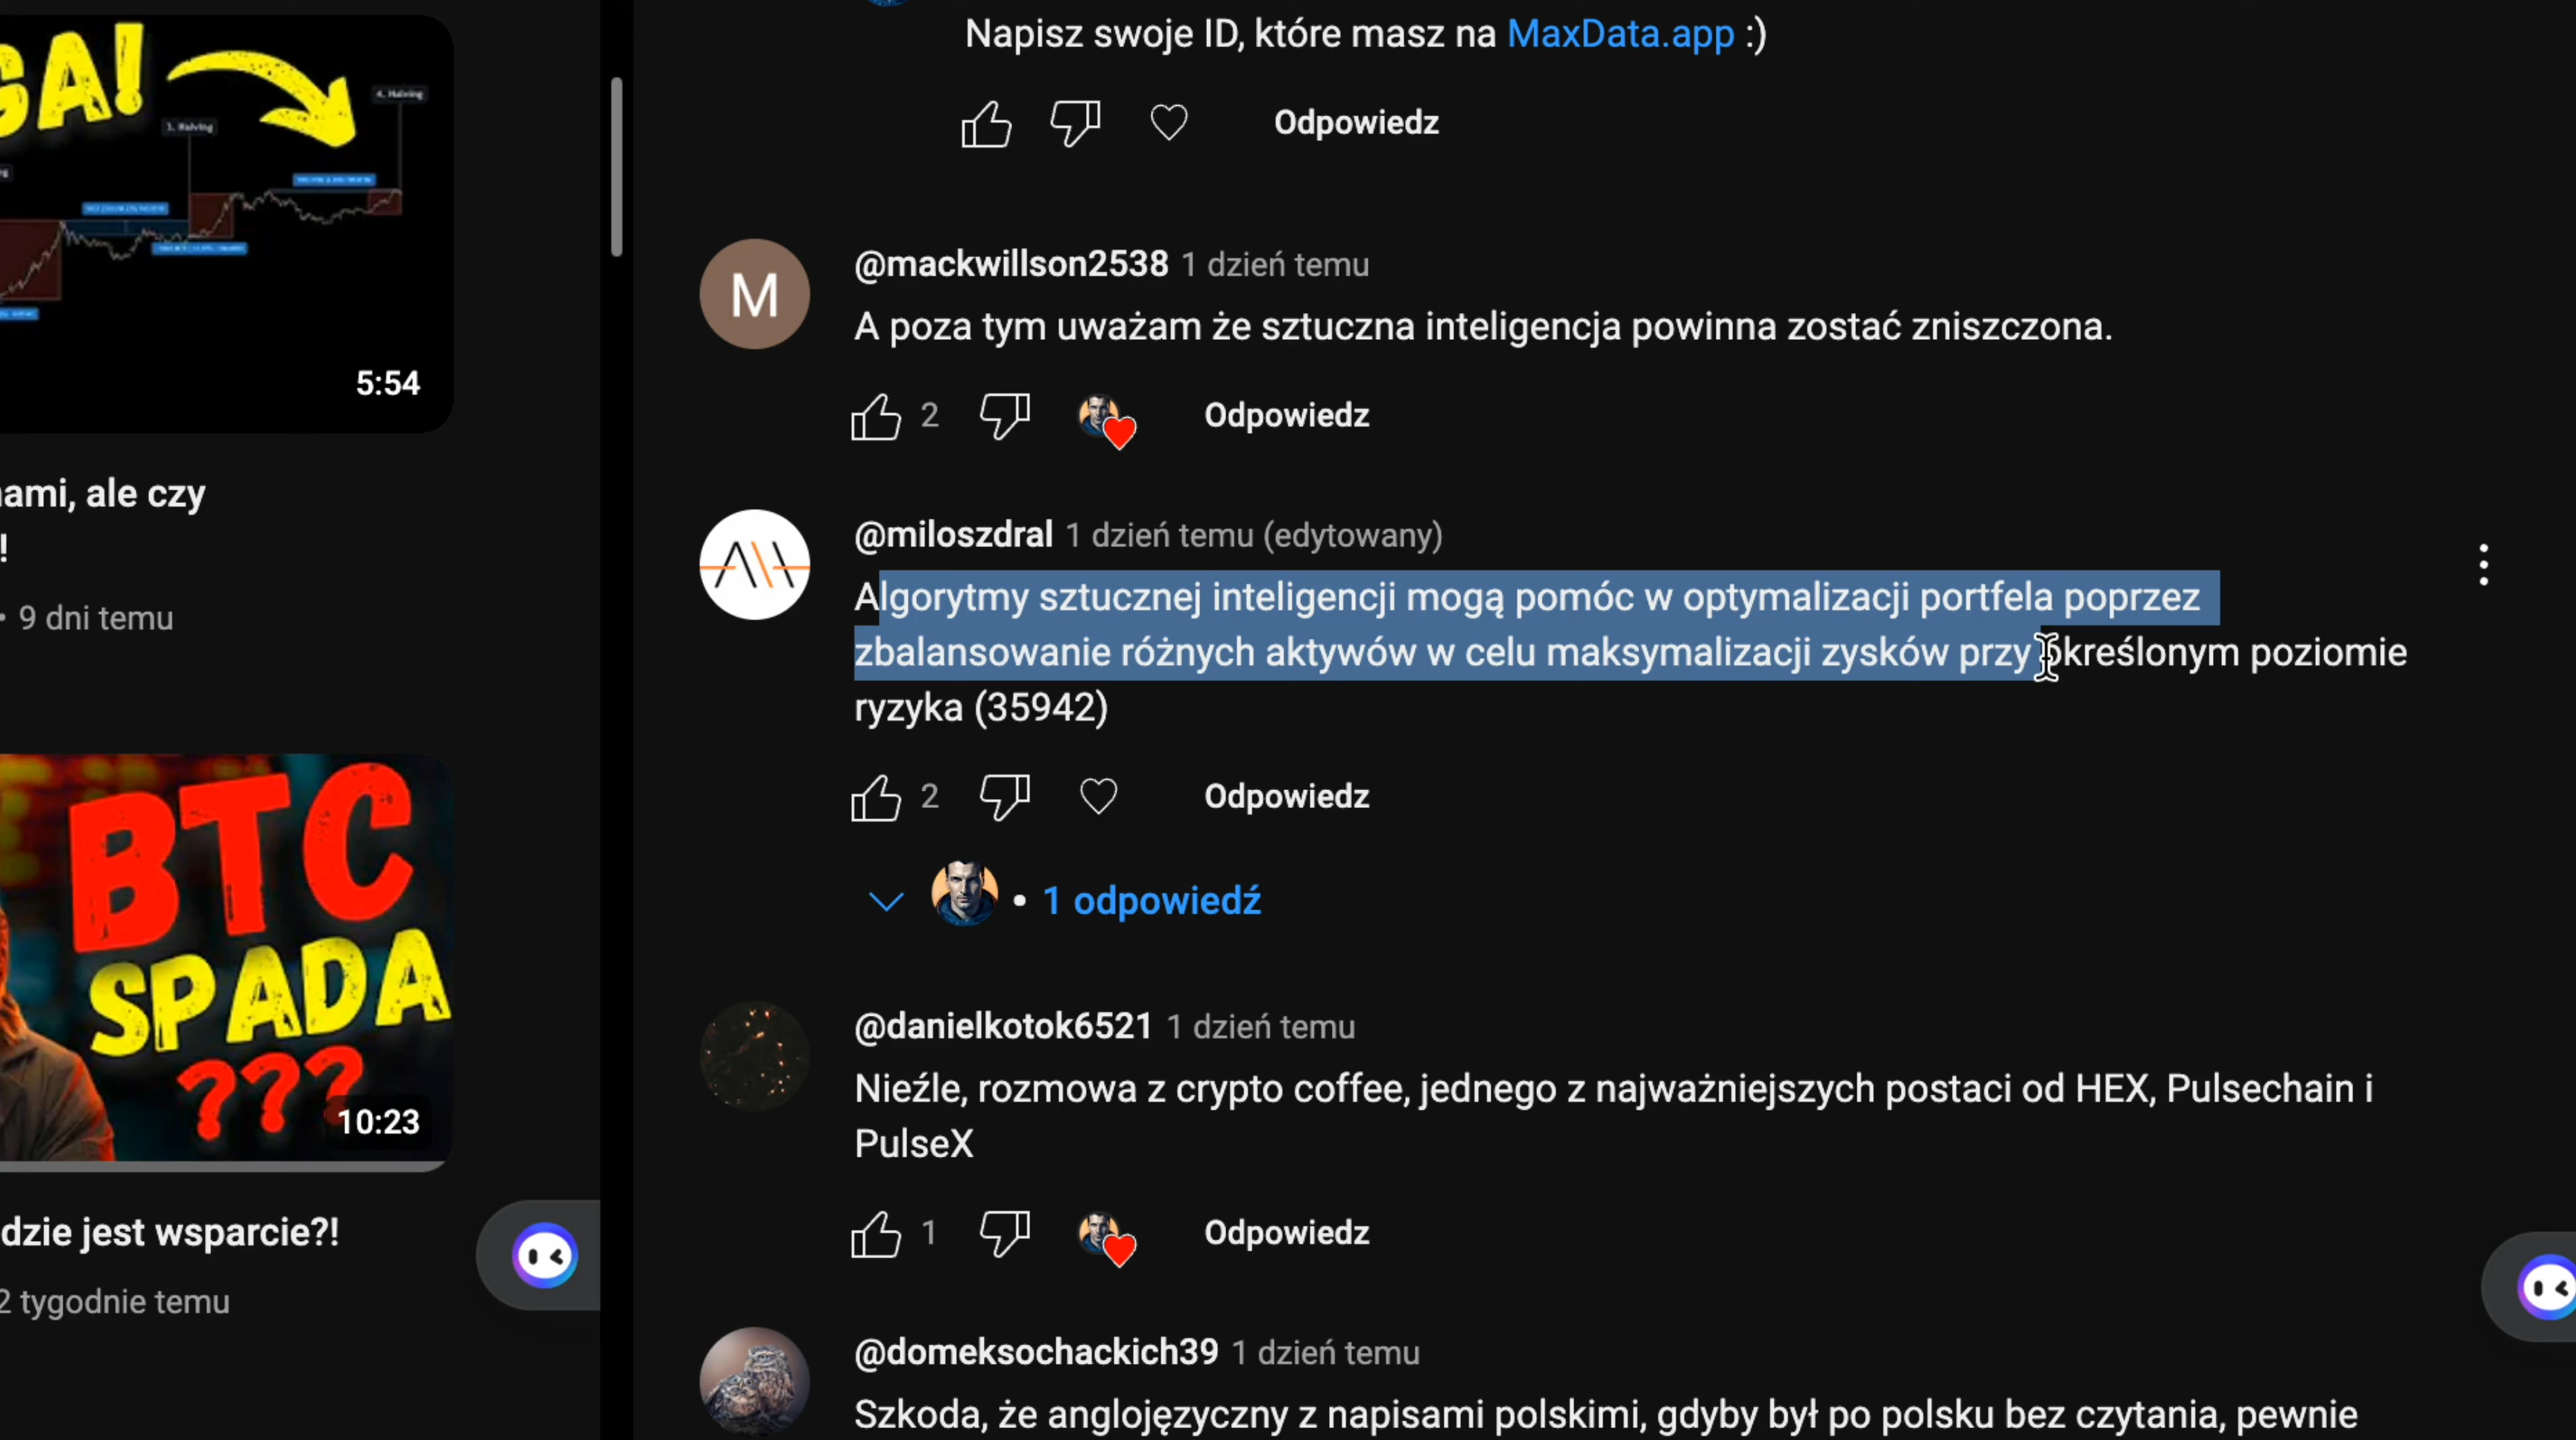 GA!
3. Halving
4. Halving
5:54
ami, ale czy
!
• 9 dni temu
BTC
SPADA
???
10:23
dzie jest wsparcie?!
2 tygodnie temu
Napisz swoje ID, które masz na MaxData.app :)
Odpowiedz
M
@mackwillson2538 1 dzień temu
A poza tym uważam że sztuczna inteligencja powinna zostać zniszczona.
2 Odpowiedz
@miloszdral 1 dzień temu (edytowany)
Algorytmy sztucznej inteligencji mogą pomóc w optymalizacji portfela poprzez
zbalansowanie różnych aktywów w celu maksymalizacji zysków przy określonym poziomie
ryzyka (35942)
2 Odpowiedz
• 1 odpowiedź
@danielkotok6521 1 dzień temu
Nieźle, rozmowa z crypto coffee, jednego z najważniejszych postaci od HEX, Pulsechain i
PulseX
1 Odpowiedz
@domeksochackich39 1 dzień temu
Szkoda, że anglojęzyczny z napisami polskimi, gdyby był po polsku bez czytania, pewnie